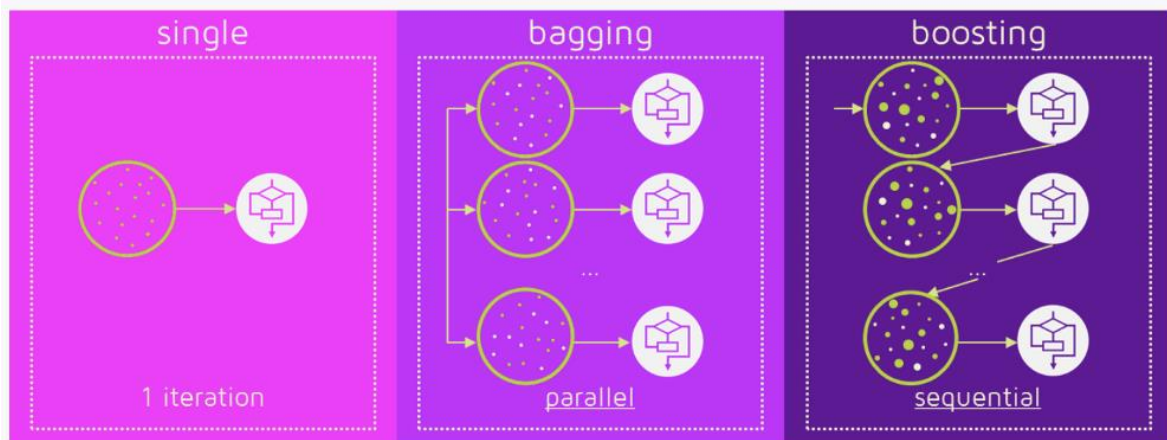 single
bagging
boosting
...
...
1 iteration
parallel
sequential